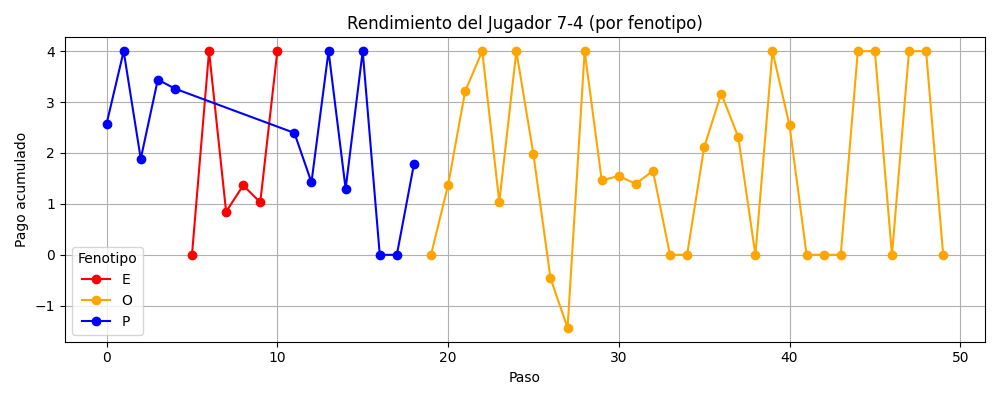 Rendimiento del Jugador 7-4 (por fenotipo)
Pago acumulado
4
3
2
1
0
−1
Fenotipo
E
O
P
0 10 20 30 40 50
Paso